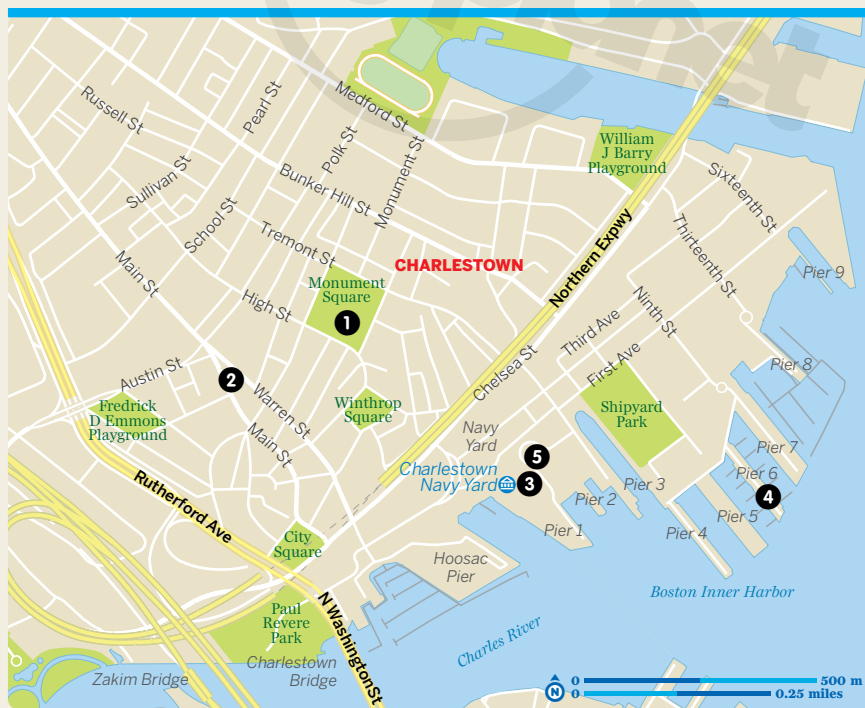 Medford St
Russell St
Pearl St
Polk St
Monument St
William
J Barry
Playground
Sixteenth St
Sullivan St
Bunker Hill St
School St
Tremont St
Thirteenth St
Main St
CHARLESTOWN
Northern Expwy
Pier 9
Monument
Square
1
High St
Ninth St
Third Ave
First Ave
Chelsea St
Pier 8
Austin St
2
Warren St
Fredrick
D Emmons
Playground
Winthrop
Square
Shipyard
Park
Main St
Navy
Yard
5
Charlestown
Navy Yard
3
Pier 7
Pier 6
4
Pier 5
Pier 3
Pier 2
Pier 1
Pier 4
Rutherford Ave
City
Square
Hoosac
Pier
Boston Inner Harbor
Paul
Revere
Park
N Washington St
Charles River
Charlestown
Bridge
Zakim Bridge
N
0 500 m
0 0.25 miles